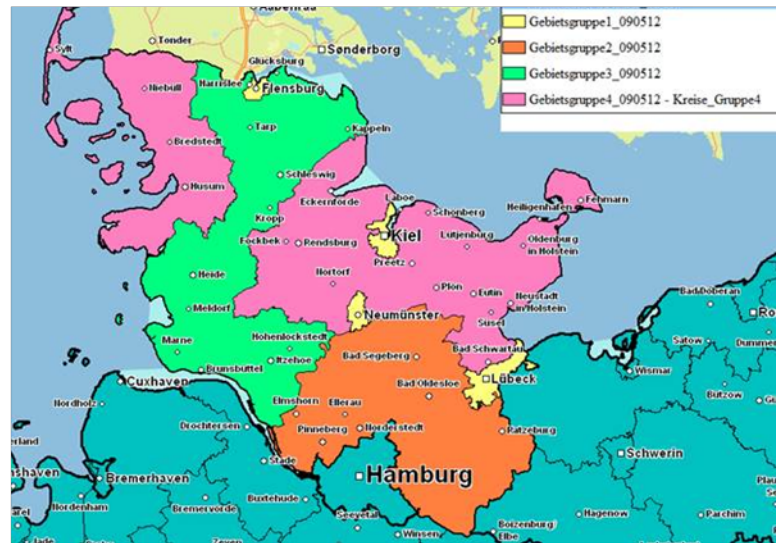 Gebietsgruppe1_090512
Gebietsgruppe2_090512
Gebietsgruppe3_090512
Gebietsgruppe4_090512 - Kreise_Gruppe4
Aabenraa
Tonder
Sønderborg
Sylt
Glücksburg
Harrislee
Flensburg
Niebüll
Tarp
Kappeln
Bredstedt
Schleswig
Husum
Eckernförde
Laboe
Fehmarn
Heiligenhafen
Kropp
Schönberg
Kiel
Fockbek
Rendsburg
Lütjenburg
Oldenburg
in Holstein
Preetz
Heide
Nortorf
Plön
Eutin
Neustadt
in Holstein
Meldorf
Neumünster
Süsel
Bad Doberan
Marne
Hohenlockstedt
Bad Schwartau
Itzehoe
Bad Segeberg
Satow
Dummer
Brunsbüttel
Lübeck
Wismar
Cuxhaven
Bad Oldesloe
Bützow
Nordholz
Elmshorn
Ellerau
Drochtersen
Pinneberg
Norderstedt
Ratzeburg
Stade
Schwerin
Hamburg
Bremerhaven
Nordenham
Buxtehude
Bremervörde
Seevetal
Hagenow
Parchim
Winsen
Boizenburg/
Elbe
Jade
Zeven